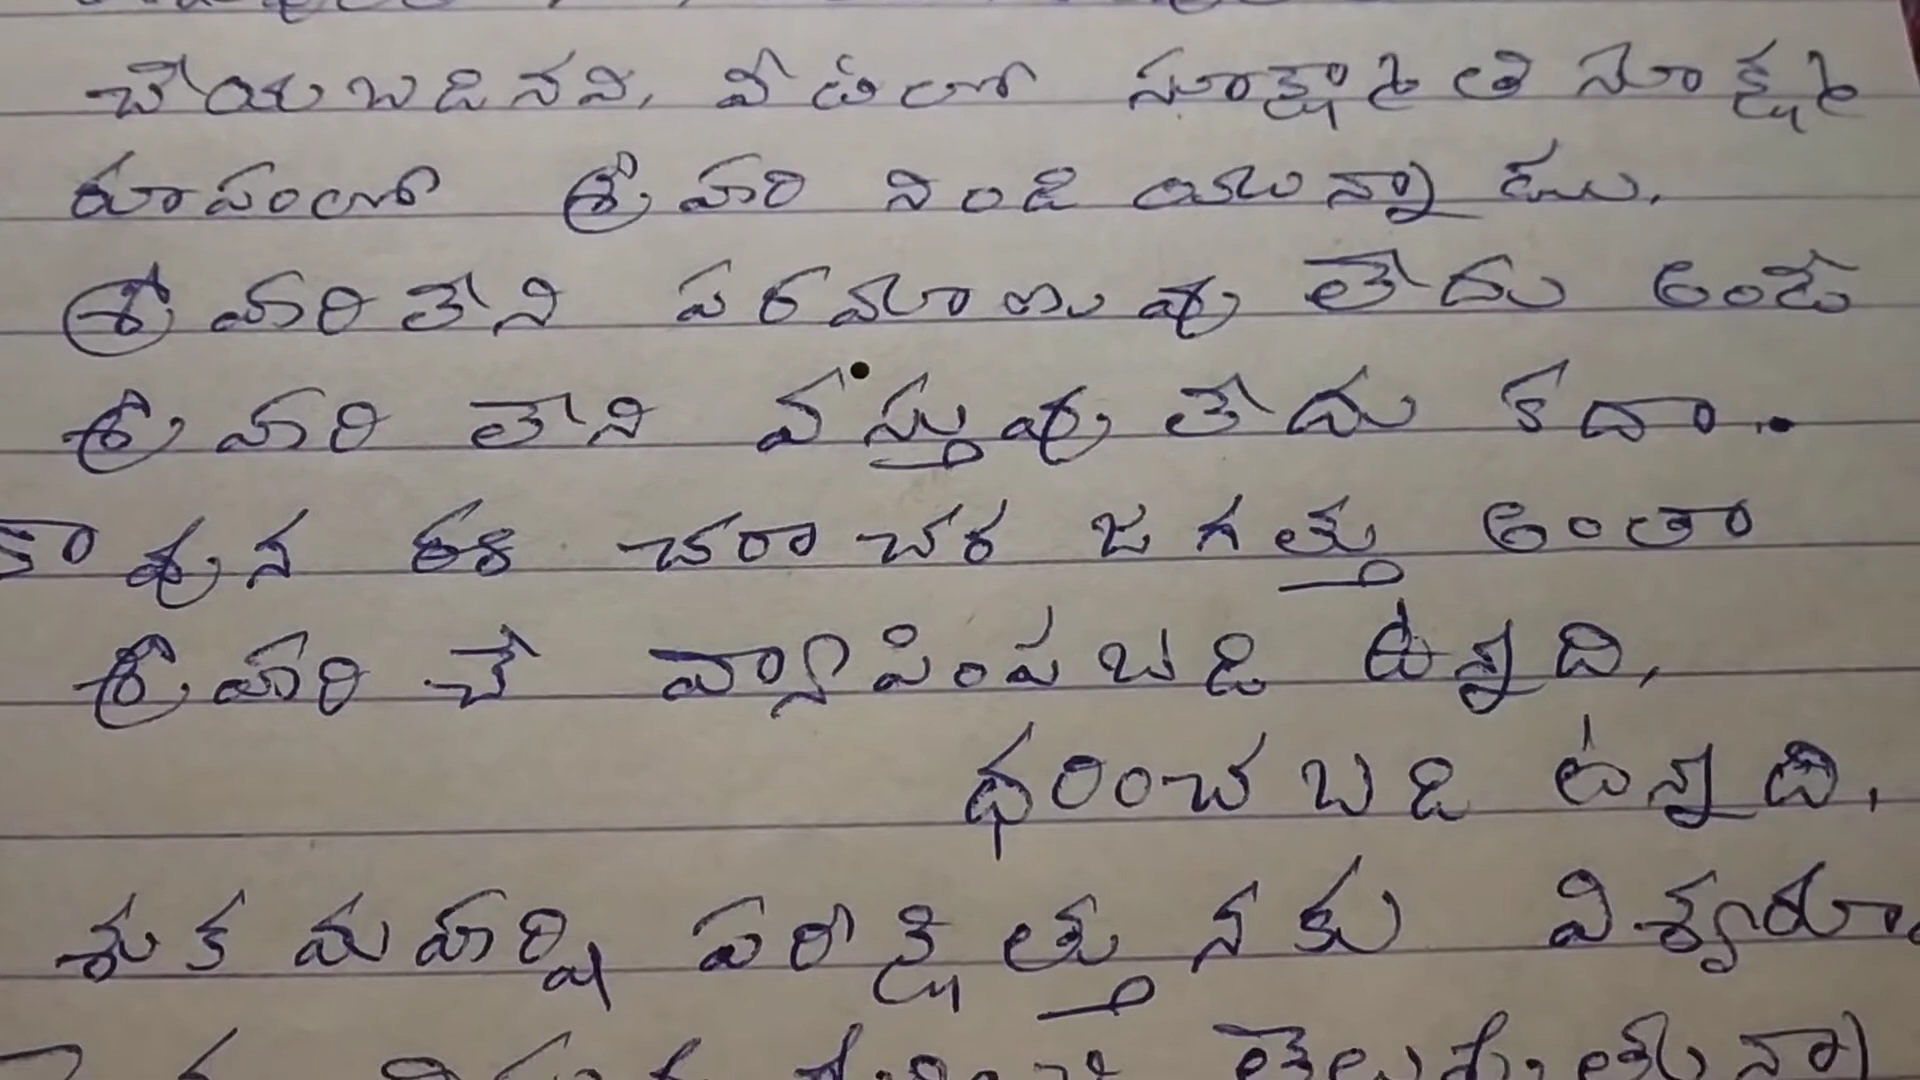 చేయబడినవి. వీటిలో సూక్ష్మాతి సూక్ష్మ
రూపంలో శ్రీహరి నిండి యున్నాడు.
శ్రీహరి లేని పరమాణువు లేదు అంటే
శ్రీహరి లేని వస్తువు లేదు కదా..
కావున ఈ చరాచర జగత్తు అంతా
శ్రీహరి చే వ్యాపింపబడి ఉన్నది,
ధరించబడి ఉన్నది.
శుక మహర్షి పరీక్షిత్తునకు